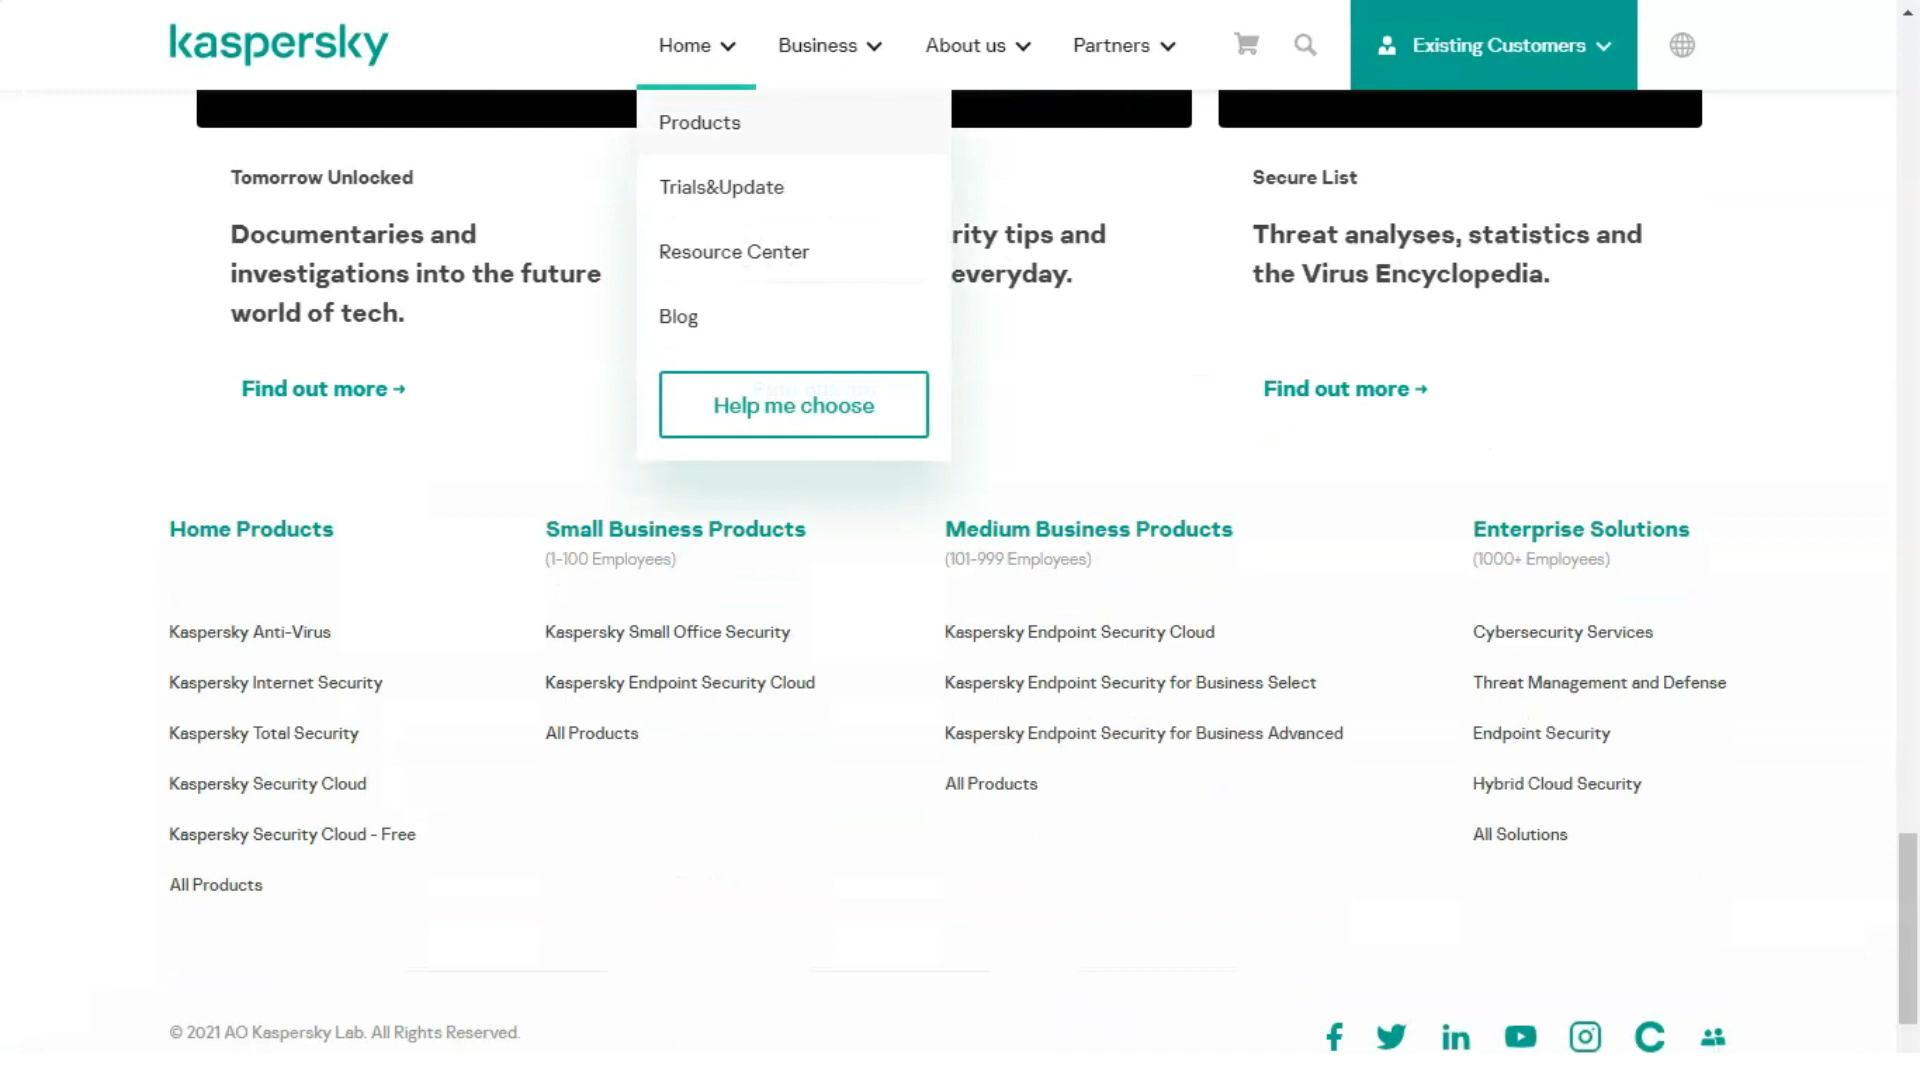 kaspersky
Home
Business
About us
Partners
Existing Customers
Products
Trials&Update
Resource Center
Blog
Help me choose
Tomorrow Unlocked
Documentaries and
investigations into the future
world of tech.
Find out more →
tips and
everyday.
Secure List
Threat analyses, statistics and
the Virus Encyclopedia.
Find out more →
Home Products
Kaspersky Anti-Virus
Kaspersky Internet Security
Kaspersky Total Security
Kaspersky Security Cloud
Kaspersky Security Cloud - Free
All Products
Small Business Products
(1-100 Employees)
Kaspersky Small Office Security
Kaspersky Endpoint Security Cloud
All Products
Medium Business Products
(101-999 Employees)
Kaspersky Endpoint Security Cloud
Kaspersky Endpoint Security for Business Select
Kaspersky Endpoint Security for Business Advanced
All Products
Enterprise Solutions
(1000+ Employees)
Cybersecurity Services
Threat Management and Defense
Endpoint Security
Hybrid Cloud Security
All Solutions
© 2021 AO Kaspersky Lab. All Rights Reserved.